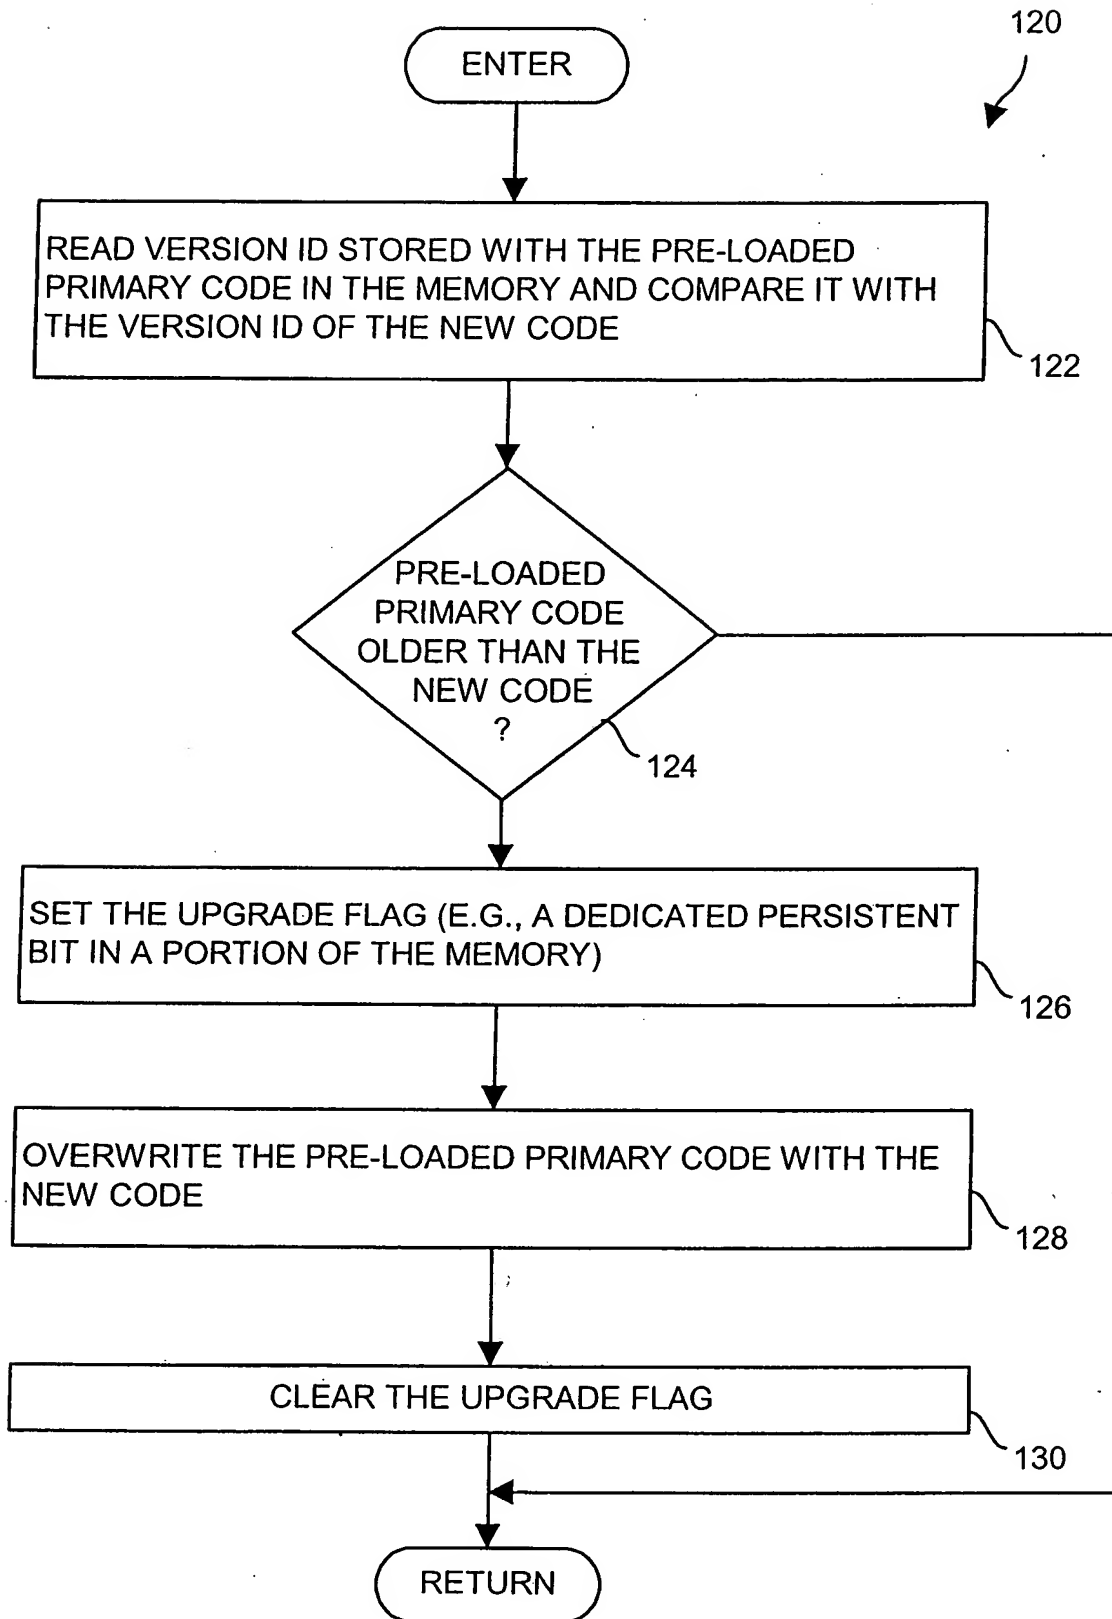 120
ENTER
READ VERSION ID STORED WITH THE PRE-LOADED
PRIMARY CODE IN THE MEMORY AND COMPARE IT WITH
THE VERSION ID OF THE NEW CODE
122
PRE-LOADED
PRIMARY CODE
OLDER THAN THE
NEW CODE
?
124
SET THE UPGRADE FLAG (E.G., A DEDICATED PERSISTENT
BIT IN A PORTION OF THE MEMORY)
126
OVERWRITE THE PRE-LOADED PRIMARY CODE WITH THE
NEW CODE
128
CLEAR THE UPGRADE FLAG
130
RETURN